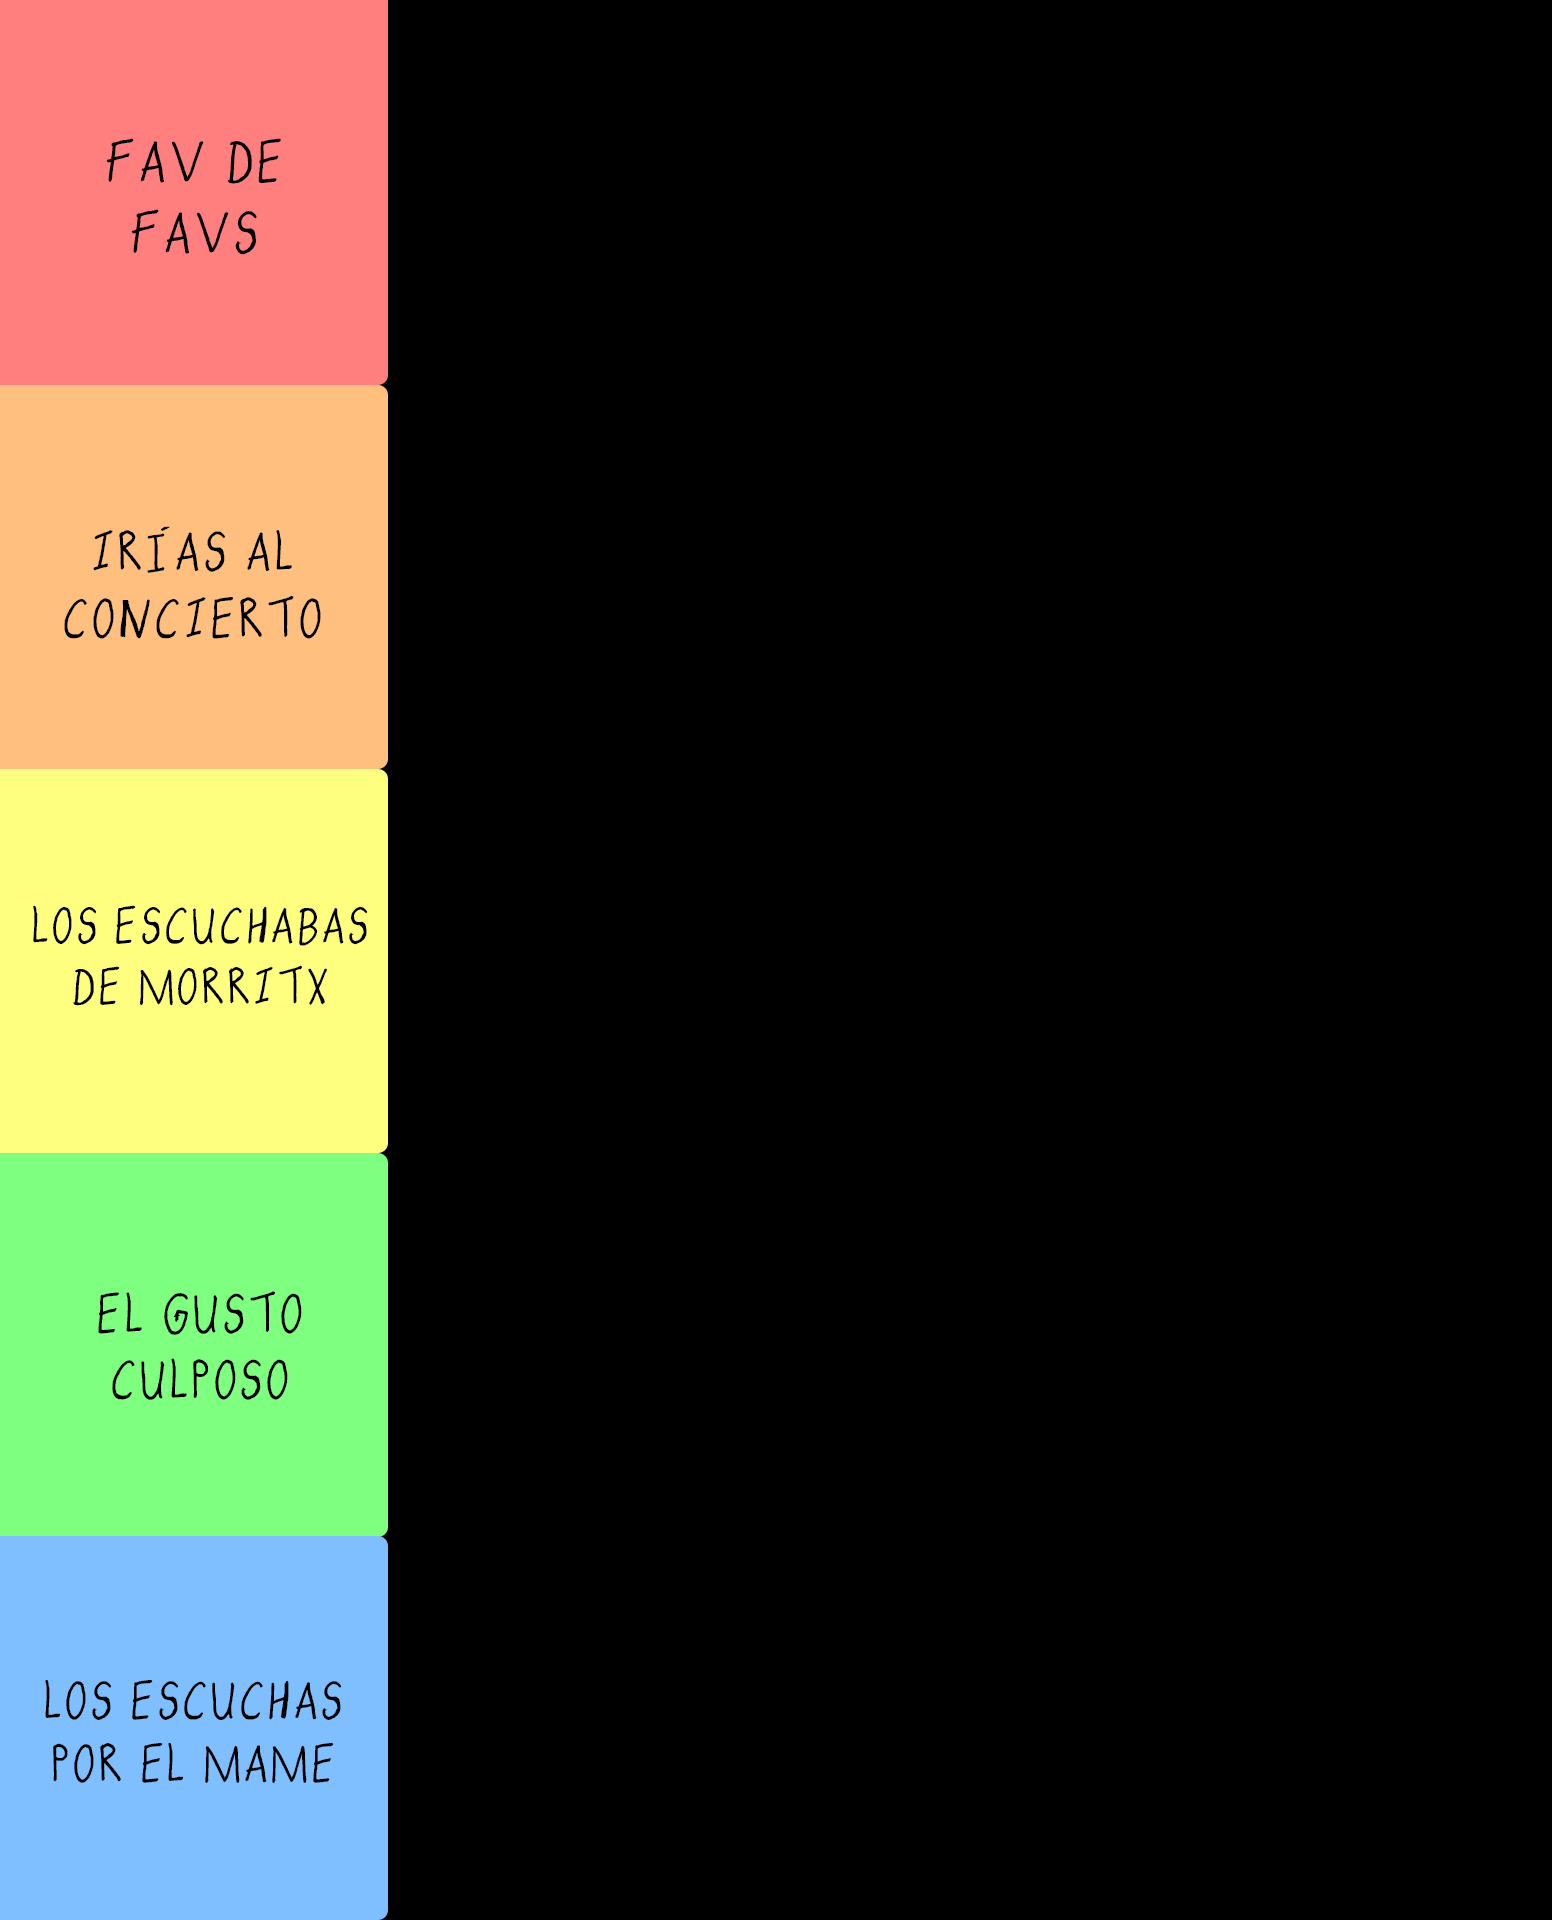 FAV DE
FAVS
IRÍAS AL
CONCIERTO
LOS ESCUCHABAS
DE MORRITX
EL GUSTO
CULPOSO
LOS ESCUCHAS
POR EL MAME